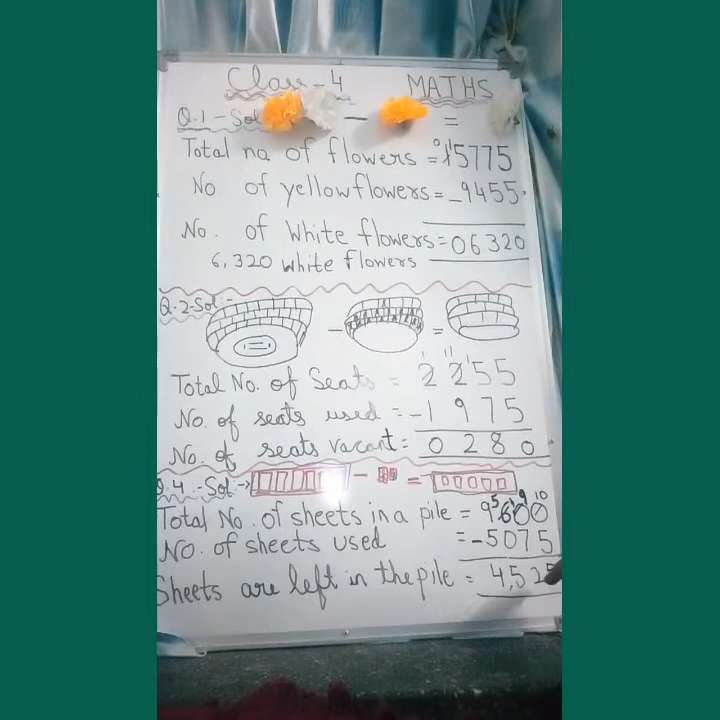 Class-4 MATHS
Q.1-Sol - =
Total no of flowers = 15775
No of yellow flowers = -9455
No. of White flowers = 06320
6,320 white flowers
Q.2-Sol:-
- =
Total No. of Seats = 2255
No. of seats used = -1975
No. of seats vacant = 0280
Q.4.-Sol-> - =
Total No. of sheets in a pile = 9600
No. of sheets used = -5075
Sheets are left in the pile = 4,525